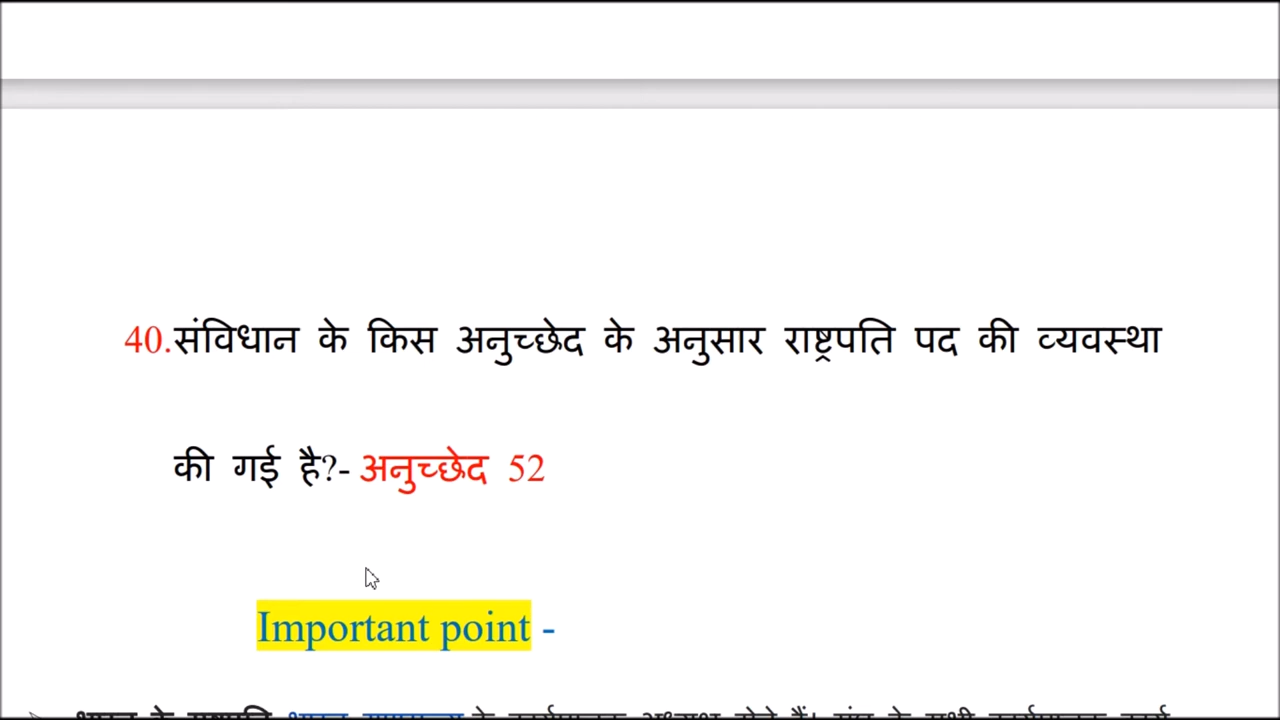 40.संविधान के किस अनुच्छेद के अनुसार राष्ट्रपति पद की व्यवस्था
की गई है?- अनुच्छेद 52
Important point -